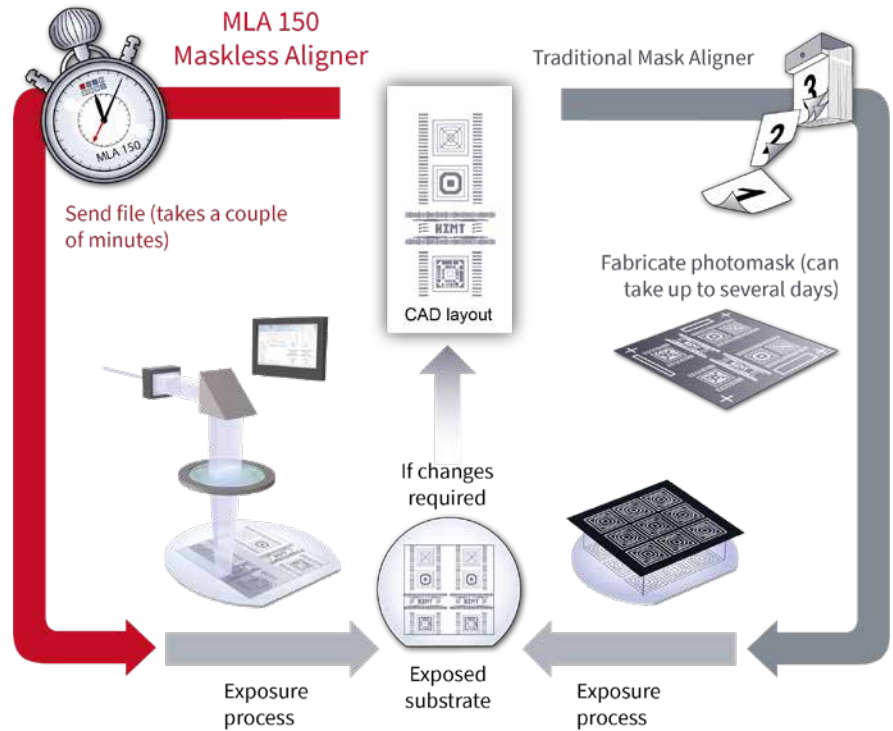 MLA 150
Maskless Aligner
Traditional Mask Aligner
MLA 150
3
2
1
Send file (takes a couple
of minutes)
HIMT
CAD layout
Fabricate photomask (can
take up to several days)
HIMT
If changes
required
HIMT HIMT
Exposed
substrate
Exposure
process
Exposure
process